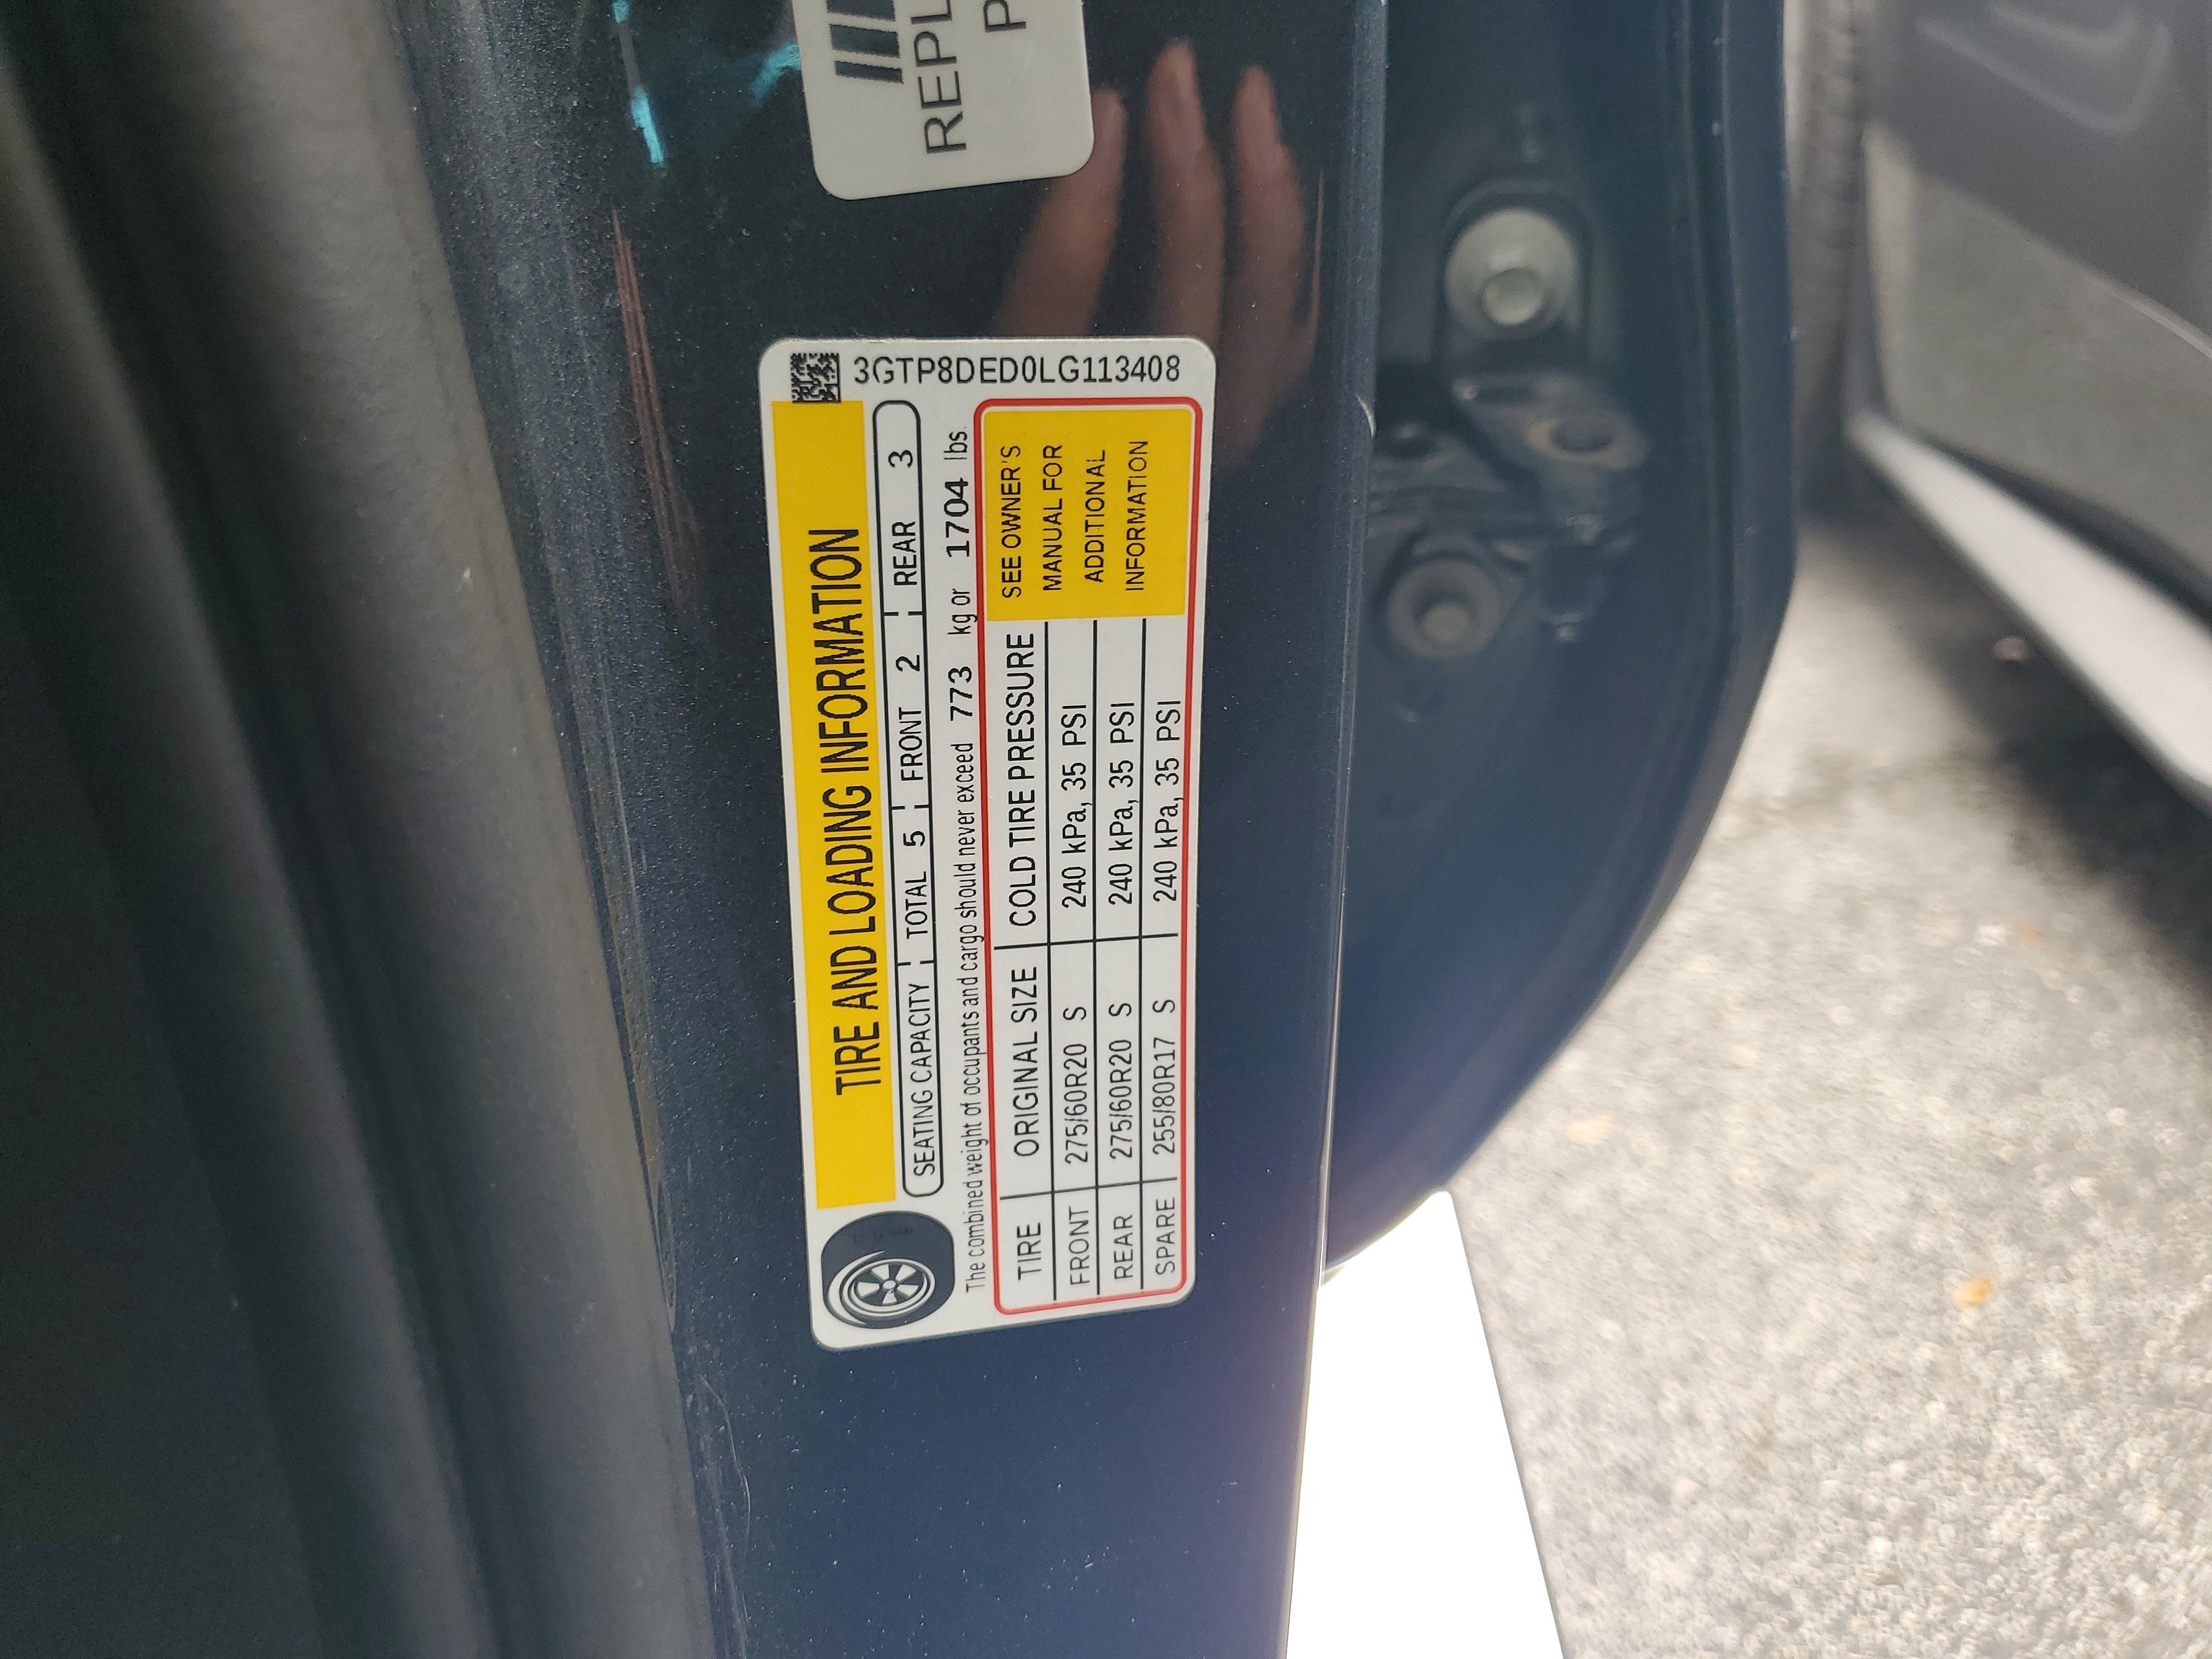 REPL
P
3GTP8DED0LG113408
TIRE AND LOADING INFORMATION
SEATING CAPACITY TOTAL 5 FRONT 2 REAR 3
The combined weight of occupants and cargo should never exceed 773 kg or 1704 lbs.
TIRE ORIGINAL SIZE COLD TIRE PRESSURE
FRONT 275/60R20 S 240 kPa, 35 PSI
REAR 275/60R20 S 240 kPa, 35 PSI
SPARE 255/80R17 S 240 kPa, 35 PSI
SEE OWNER'S
MANUAL FOR
ADDITIONAL
INFORMATION